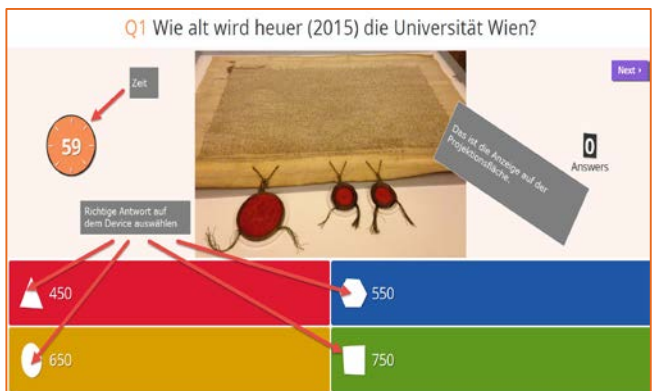 Q1 Wie alt wird heuer (2015) die Universität Wien?
Zeit
Next ›
59
Das ist die Anzeige auf der
Projektionsfläche.
0
Answers
Richtige Antwort auf
dem Device auswählen
450
550
650
750